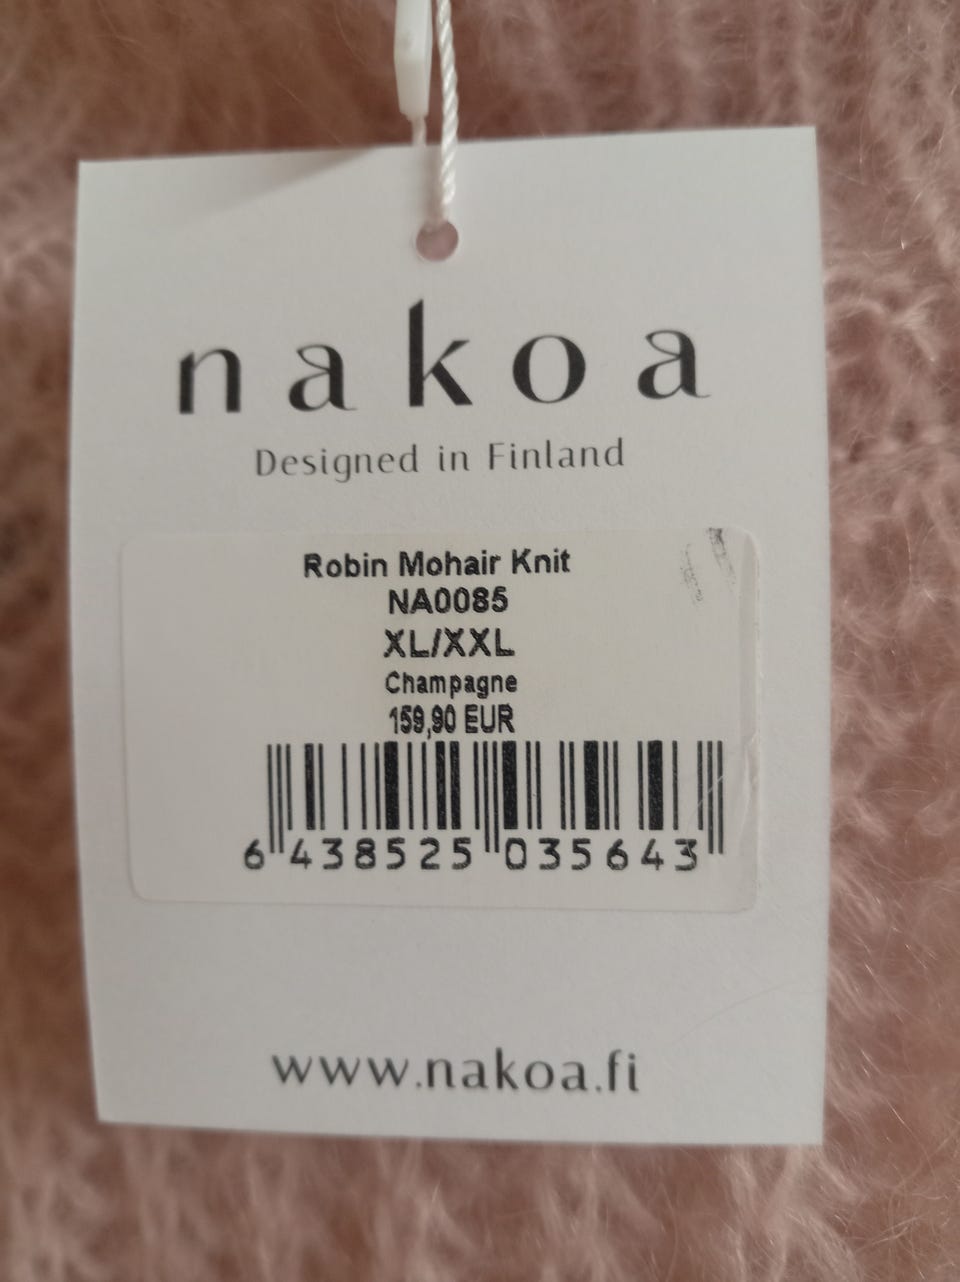 nakoa
Designed in Finland
Robin Mohair Knit
NA0085
XL/XXL
Champagne
159,90 EUR
6 438525 035643
www.nakoa.fi